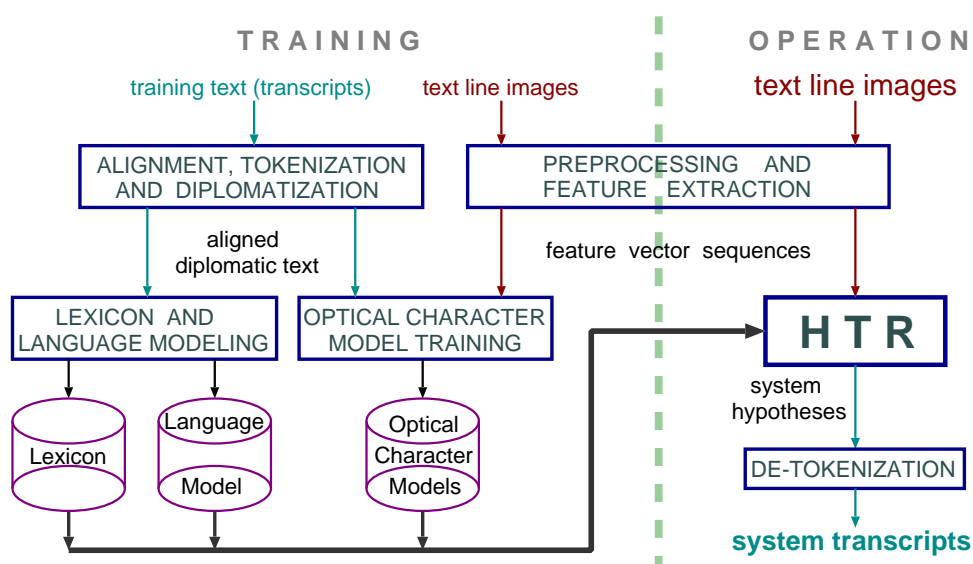 TRAINING
OPERATION
training text (transcripts)
text line images
text line images
ALIGNMENT, TOKENIZATION
AND DIPLOMATIZATION
PREPROCESSING AND
FEATURE EXTRACTION
aligned
diplomatic text
feature vector sequences
LEXICON AND
LANGUAGE MODELING
OPTICAL CHARACTER
MODEL TRAINING
HTR
system
hypotheses
Lexicon
Language
Model
Optical
Character
Models
DE-TOKENIZATION
system transcripts